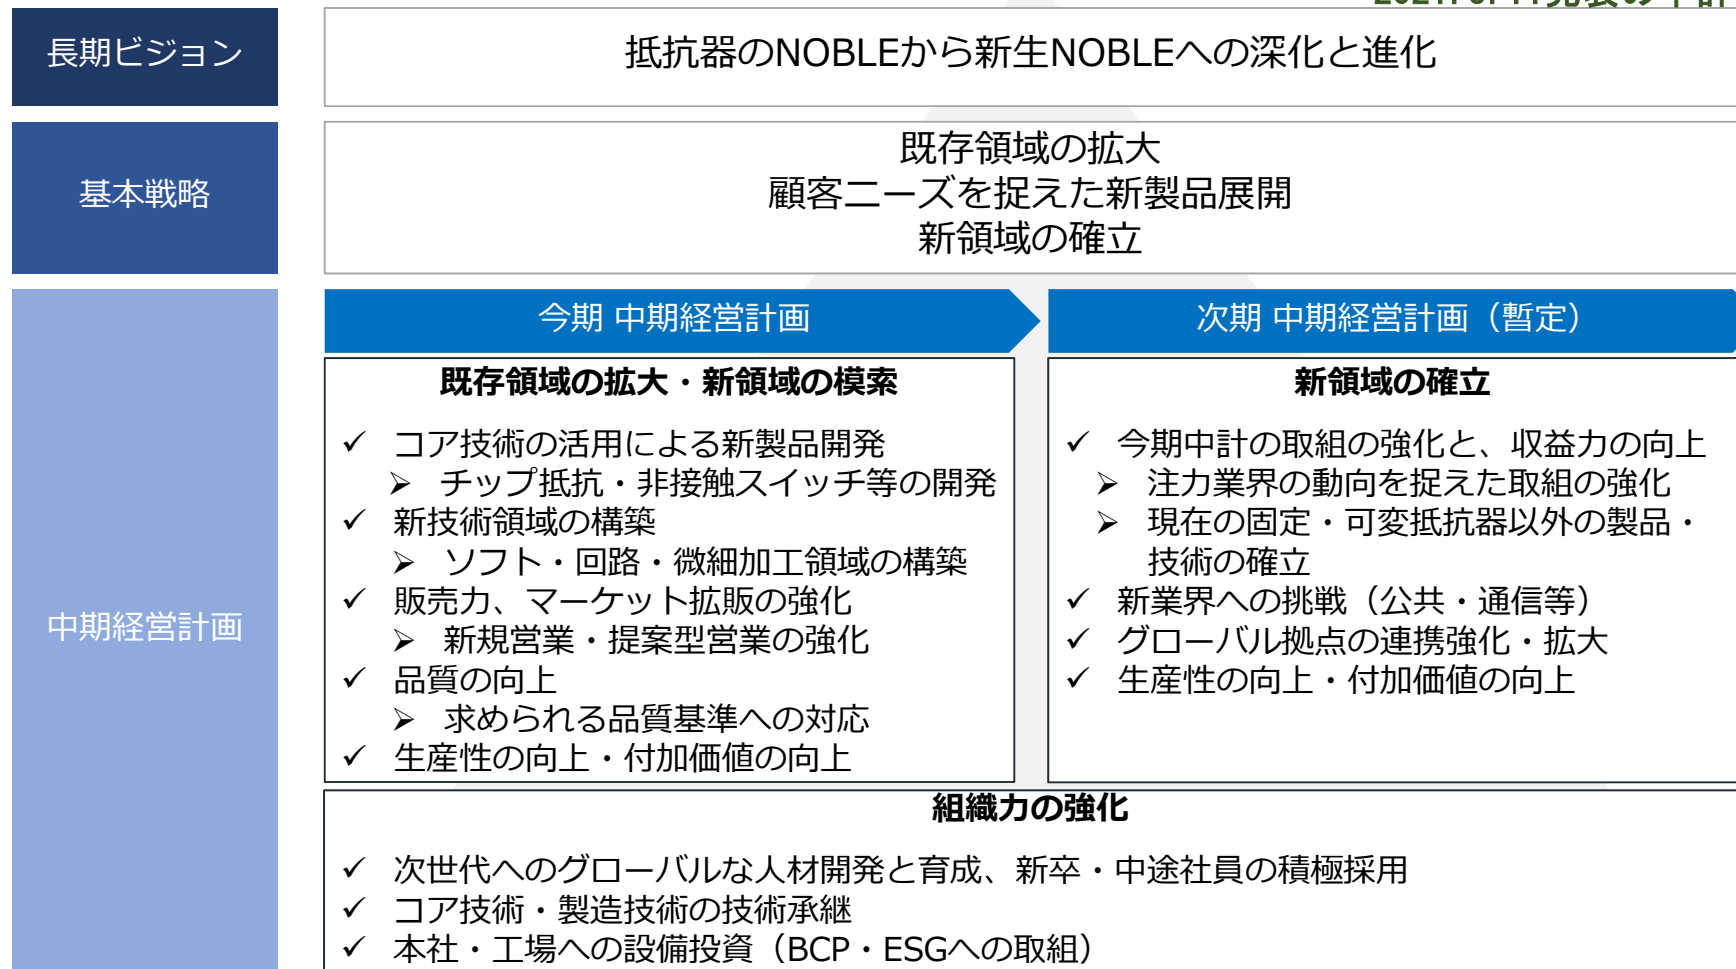 長期ビジョン
抵抗器のNOBLEから新生NOBLEへの深化と進化
基本戦略
既存領域の拡大
顧客ニーズを捉えた新製品展開
新領域の確立
中期経営計画
今期 中期経営計画
既存領域の拡大・新領域の模索
✓ コア技術の活用による新製品開発
➢ チップ抵抗・非接触スイッチ等の開発
✓ 新技術領域の構築
➢ ソフト・回路・微細加工領域の構築
✓ 販売力、マーケット拡販の強化
➢ 新規営業・提案型営業の強化
✓ 品質の向上
➢ 求められる品質基準への対応
✓ 生産性の向上・付加価値の向上
次期 中期経営計画（暫定）
新領域の確立
✓ 今期中計の取組の強化と、収益力の向上
➢ 注力業界の動向を捉えた取組の強化
➢ 現在の固定・可変抵抗器以外の製品・
技術の確立
✓ 新業界への挑戦（公共・通信等）
✓ グローバル拠点の連携強化・拡大
✓ 生産性の向上・付加価値の向上
組織力の強化
✓ 次世代へのグローバルな人材開発と育成、新卒・中途社員の積極採用
✓ コア技術・製造技術の技術承継
✓ 本社・工場への設備投資（BCP・ESGへの取組）